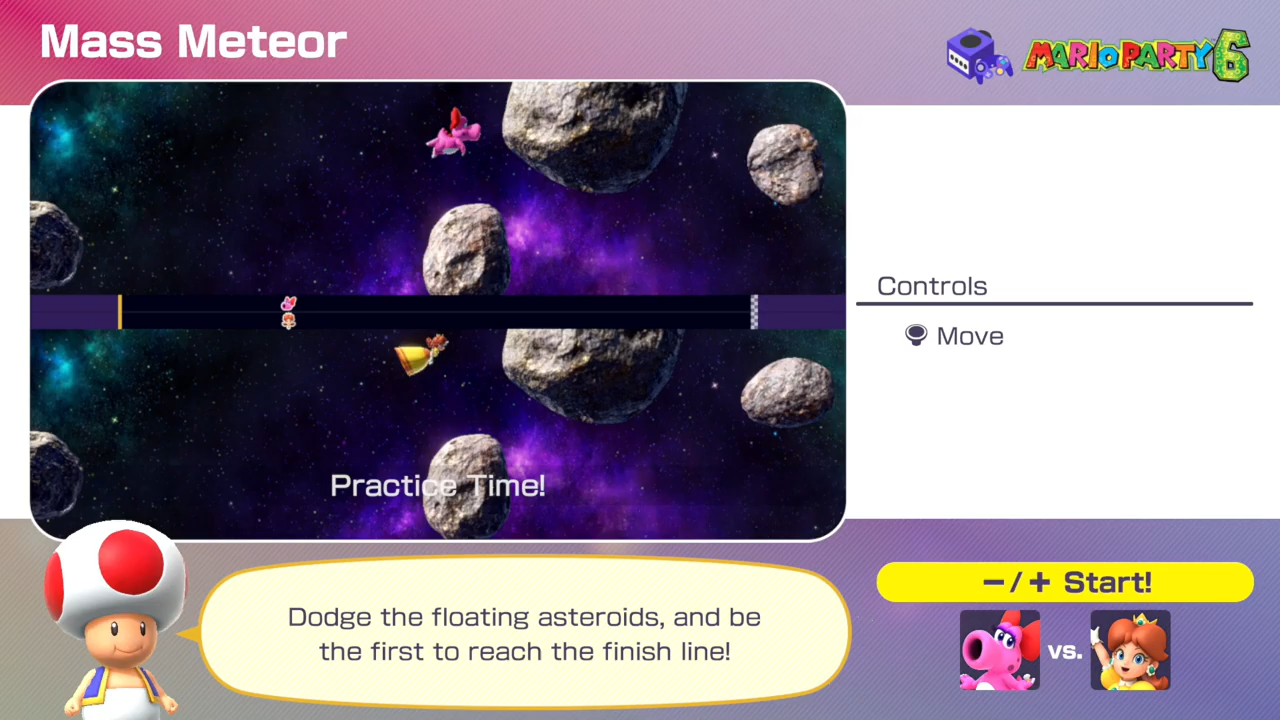 Mass Meteor
MARIO PARTY 6
Practice Time!
Controls
Move
Dodge the floating asteroids, and be
the first to reach the finish line!
−/+ Start!
vs.